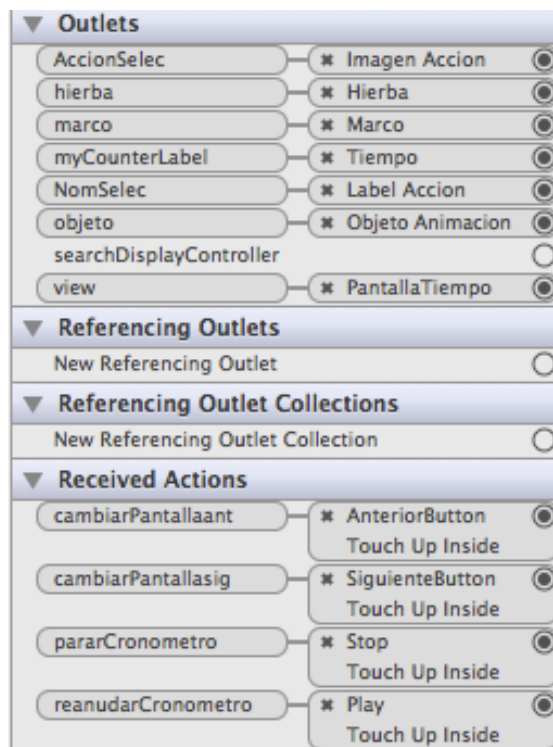 Outlets
AccionSelec Imagen Accion
hierba Hierba
marco Marco
myCounterLabel Tiempo
NomSelec Label Accion
objeto Objeto Animacion
searchDisplayController
view PantallaTiempo
Referencing Outlets
New Referencing Outlet
Referencing Outlet Collections
New Referencing Outlet Collection
Received Actions
cambiarPantallaant AnteriorButton
Touch Up Inside
cambiarPantallasig SiguienteButton
Touch Up Inside
pararCronometro Stop
Touch Up Inside
reanudarCronometro Play
Touch Up Inside